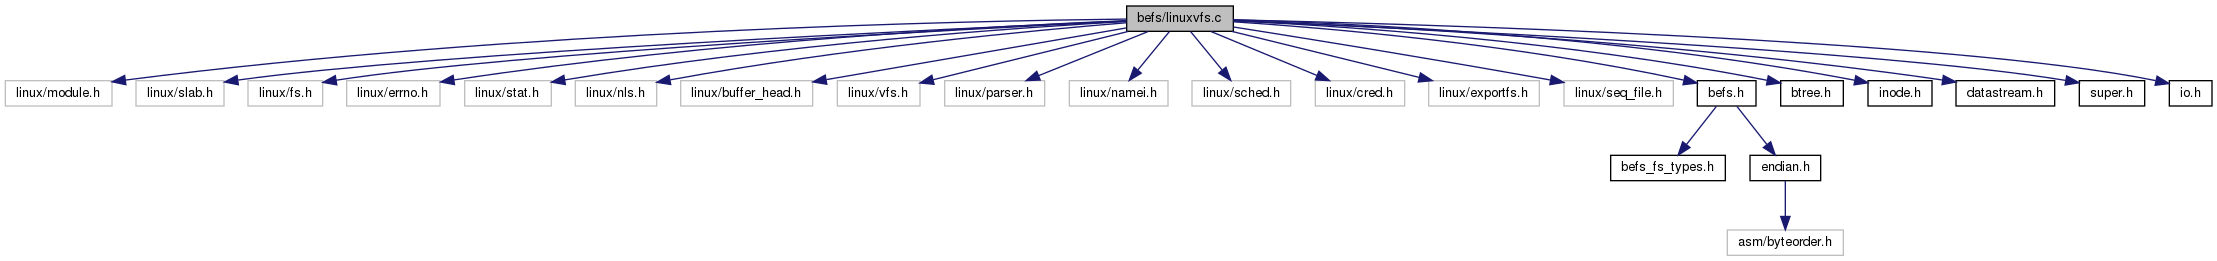 befs/linuxvfs.c
linux/module.h
linux/slab.h
linux/fs.h
linux/errno.h
linux/stat.h
linux/nls.h
linux/buffer_head.h
linux/vfs.h
linux/parser.h
linux/namei.h
linux/sched.h
linux/cred.h
linux/exportfs.h
linux/seq_file.h
befs.h
btree.h
inode.h
datastream.h
super.h
io.h
befs_fs_types.h
endian.h
asm/byteorder.h